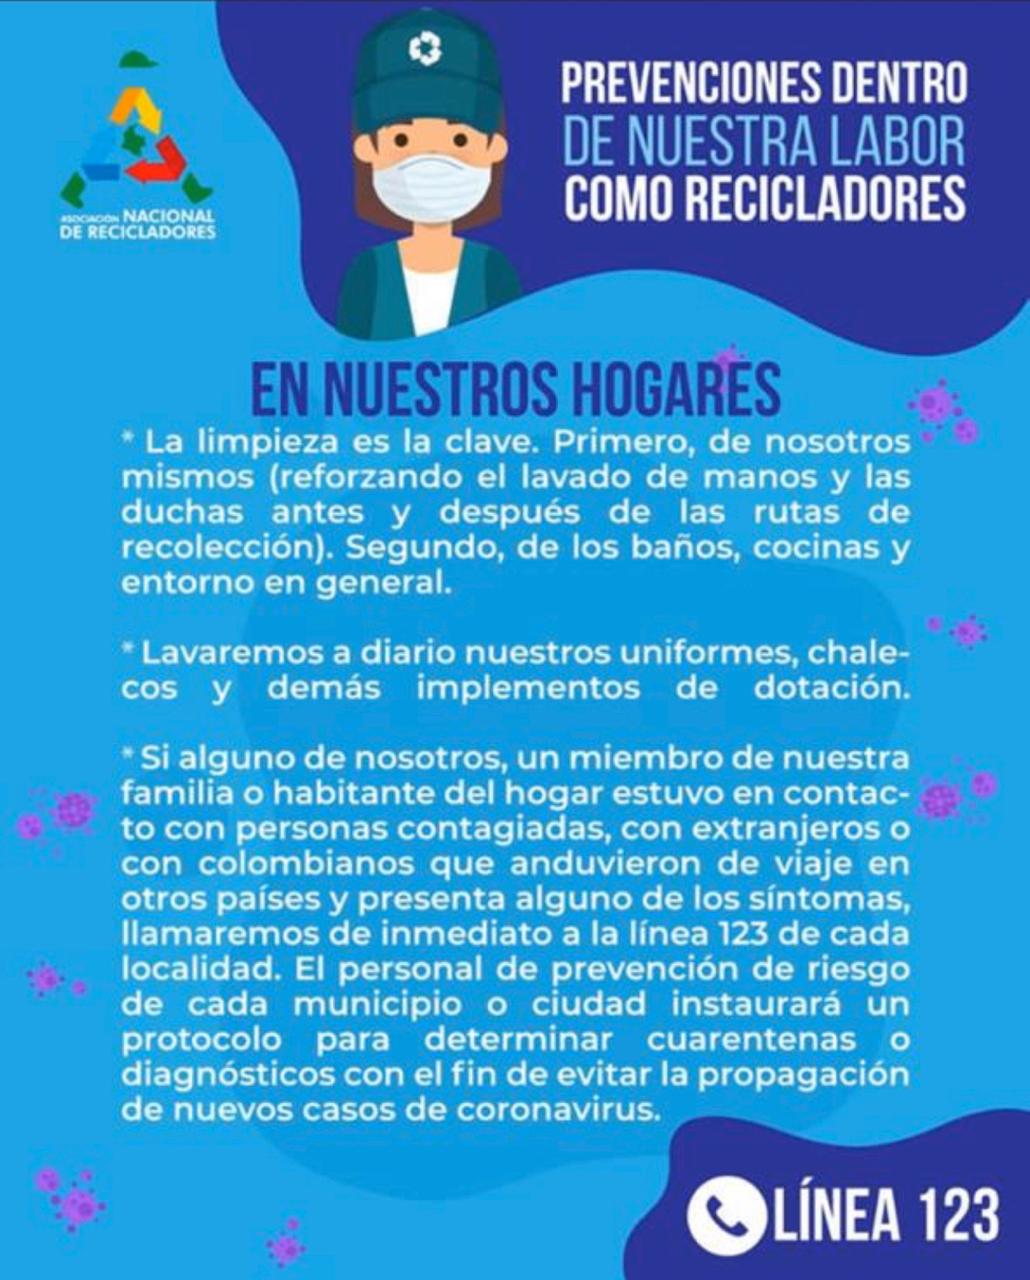 ASOCIACIÓN NACIONAL
DE RECICLADORES
PREVENCIONES DENTRO
DE NUESTRA LABOR
COMO RECICLADORES
EN NUESTROS HOGARES
* La limpieza es la clave. Primero, de nosotros
mismos (reforzando el lavado de manos y las
duchas antes y después de las rutas de
recolección). Segundo, de los baños, cocinas y
entorno en general.
* Lavaremos a diario nuestros uniformes, chale-
cos y demás implementos de dotación.
* Si alguno de nosotros, un miembro de nuestra
familia o habitante del hogar estuvo en contac-
to con personas contagiadas, con extranjeros o
con colombianos que anduvieron de viaje en
otros países y presenta alguno de los síntomas,
llamaremos de inmediato a la línea 123 de cada
localidad. El personal de prevención de riesgo
de cada municipio o ciudad instaurará un
protocolo para determinar cuarentenas o
diagnósticos con el fin de evitar la propagación
de nuevos casos de coronavirus.
LÍNEA 123